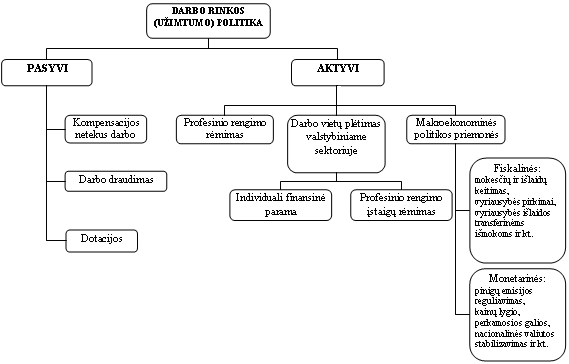 DARBO RINKOS
(UŽIMTUMO) POLITIKA
PASYVI
AKTYVI
Kompensacijos
netekus darbo
Darbo draudimas
Dotacijos
Profesinio rengimo
rėmimas
Darbo vietų plėtimas
valstybiniame
sektoriuje
Makroekonominės
politikos priemonės
Individuali finansinė
parama
Profesinio rengimo
įstaigų rėmimas
Fiskalinės:
mokesčių ir išlaidų
keitimas,
vyriausybės pirkimai,
vyriausybės išlaidos
transferinėms
išmokoms ir kt.
Monetarinės:
pinigų emisijos
reguliavimas,
kainų lygio,
perkamosios galios,
nacionalinės valiutos
stabilizavimas ir kt.